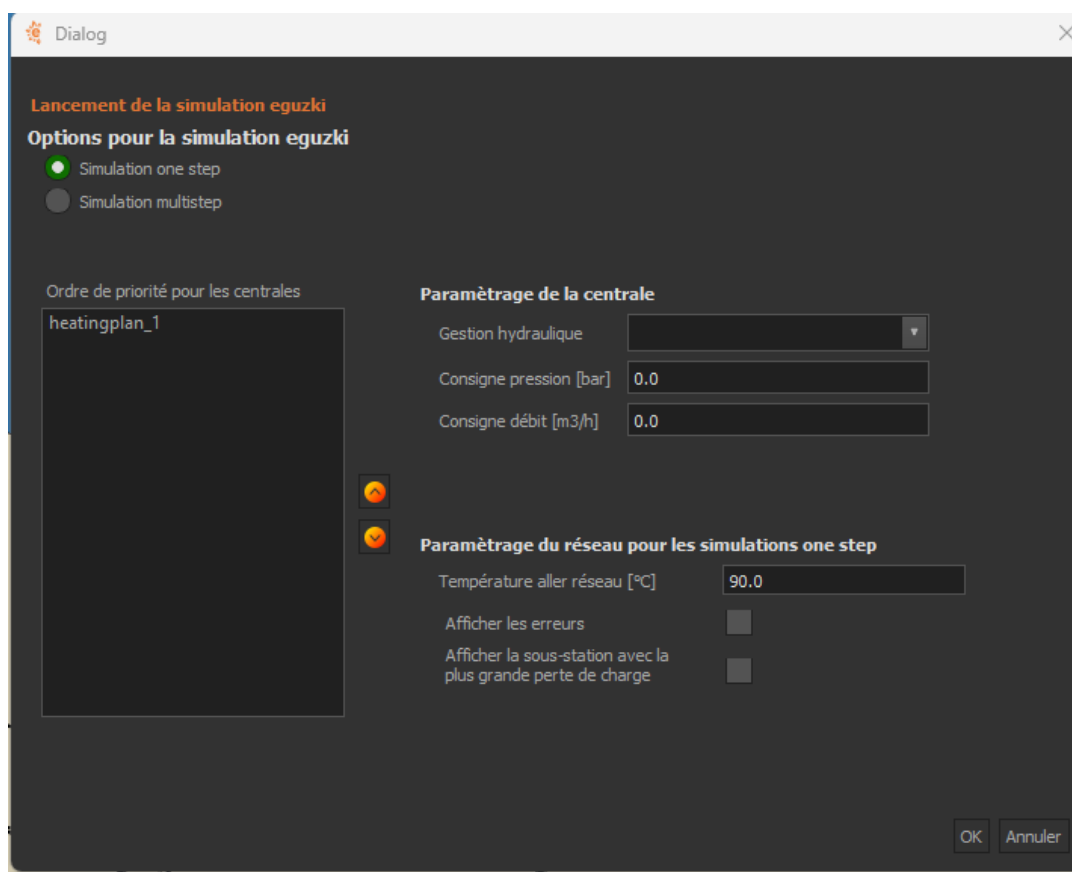 Dialog
Lancement de la simulation eguzki
Options pour la simulation eguzki
Simulation one step
Simulation multistep
Ordre de priorité pour les centrales
heatingplan_1
Paramètrage de la centrale
Gestion hydraulique
Consigne pression [bar] 0.0
Consigne débit [m3/h] 0.0
Paramètrage du réseau pour les simulations one step
Température aller réseau [°C] 90.0
Afficher les erreurs
Afficher la sous-station avec la
plus grande perte de charge
OK Annuler